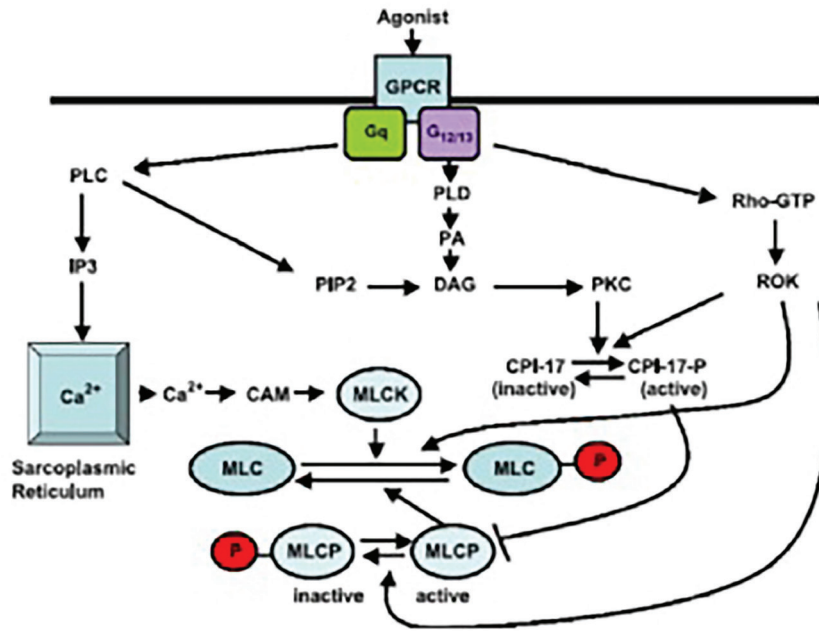 Agonist
GPCR
Gq
G12/13
PLC
PLD
Rho-GTP
PA
IP3
PIP2
DAG
PKC
ROK
CPI-17
CPI-17-P
(inactive)
(active)
Ca2+
Ca2+
CAM
MLCK
Sarcoplasmic
Reticulum
MLC
MLC
P
P
MLCP
MLCP
inactive
active